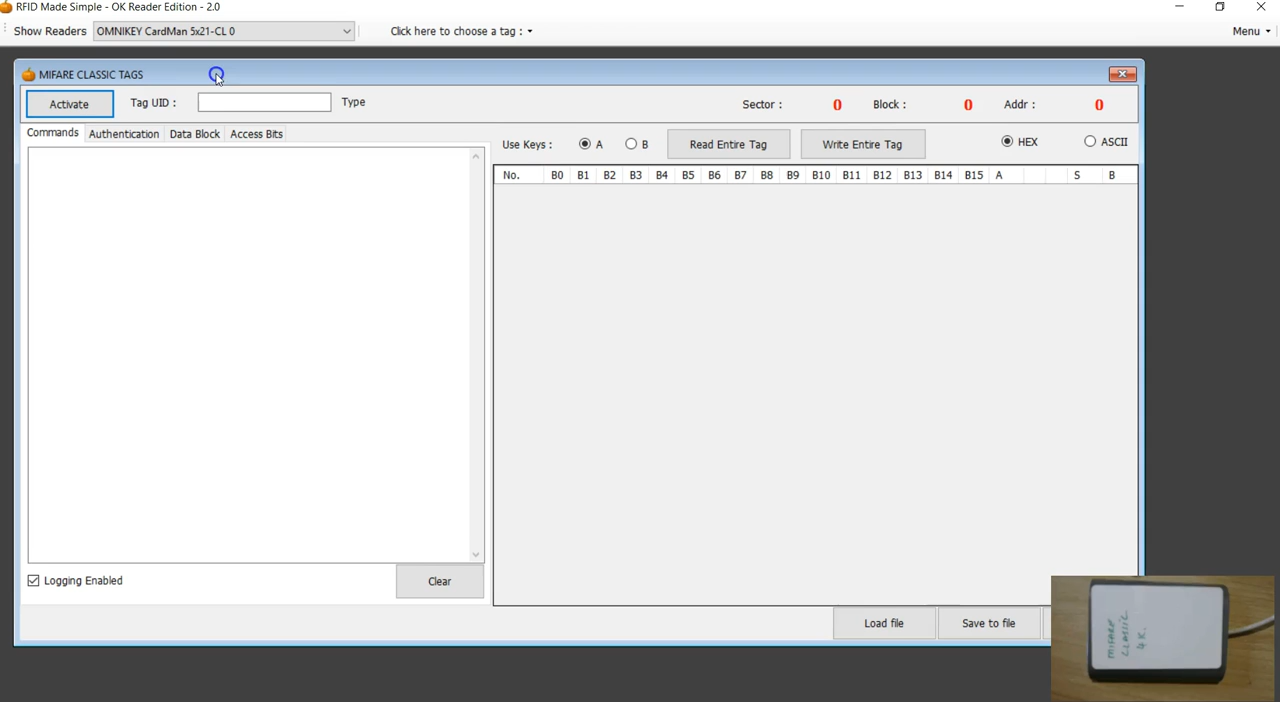 RFID Made Simple - OK Reader Edition - 2.0
Show Readers OMNIKEY CardMan 5x21-CL 0 Click here to choose a tag : Menu
MIFARE CLASSIC TAGS
Activate Tag UID : Type Sector : 0 Block : 0 Addr : 0
Commands Authentication Data Block Access Bits
Use Keys : A B Read Entire Tag Write Entire Tag HEX ASCII
No. B0 B1 B2 B3 B4 B5 B6 B7 B8 B9 B10 B11 B12 B13 B14 B15 A S B
Logging Enabled Clear
Load file Save to file
MIFARE
CLASSIC
4K.